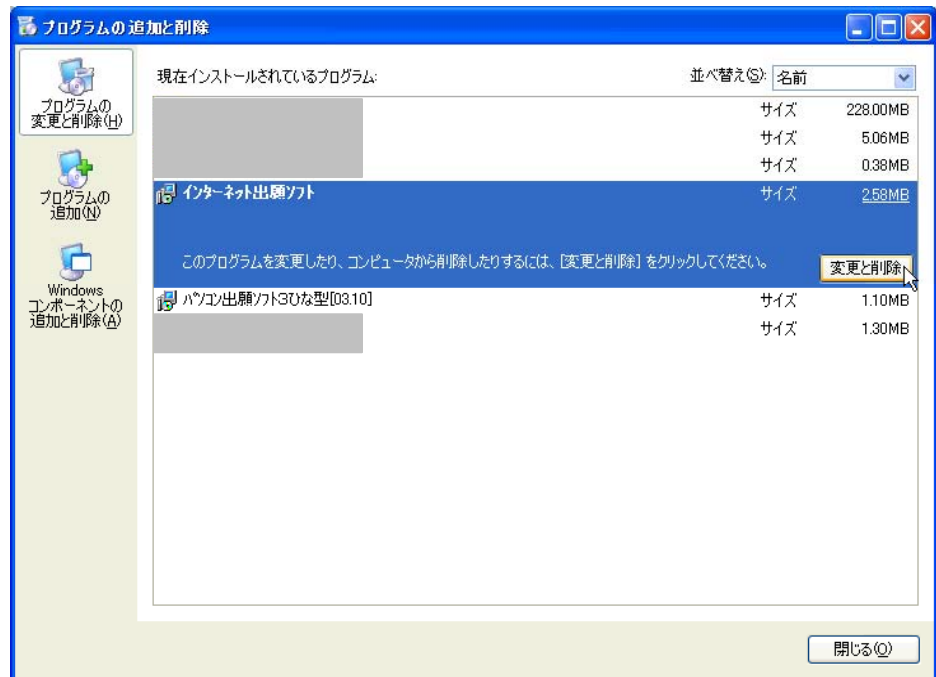 プログラムの追加と削除
プログラムの
変更と削除(H)
プログラムの
追加(N)
Windows
コンポーネントの
追加と削除(A)
現在インストールされているプログラム:
並べ替え(S): 名前
サイズ 228.00MB
サイズ 5.06MB
サイズ 0.38MB
インターネット出願ソフト サイズ 2.58MB
このプログラムを変更したり、コンピュータから削除したりするには、[変更と削除] をクリックしてください。
変更と削除
パソコン出願ソフト3ひな型[03.10] サイズ 1.10MB
サイズ 1.30MB
閉じる(O)